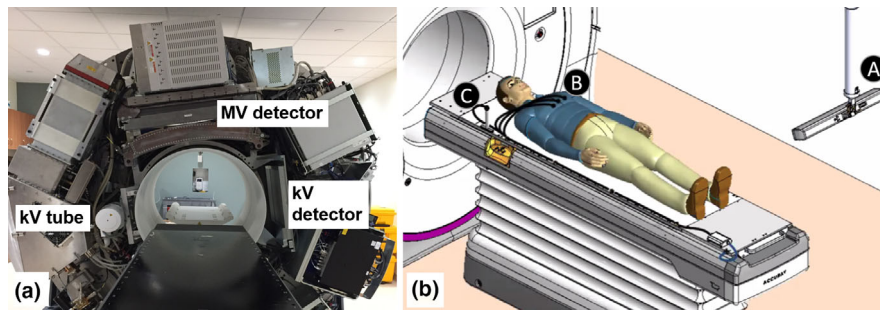 MV detector
kV
detector
kV tube
(a)
A
B
C
ACCURAY
(b)